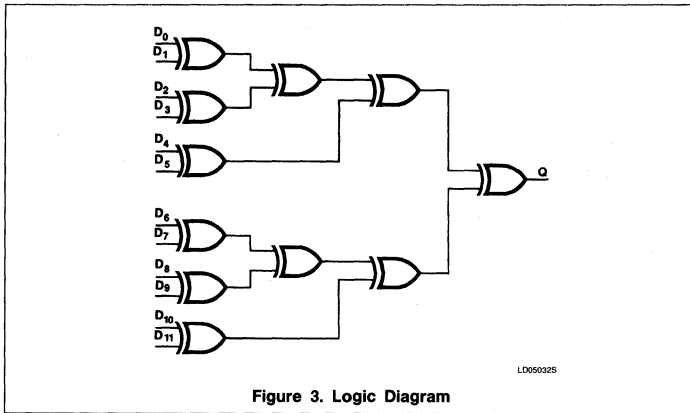 D0
D1
D2
D3
D4
D5
Q
D6
D7
D8
D9
D10
D11
LD05032S
Figure 3. Logic Diagram